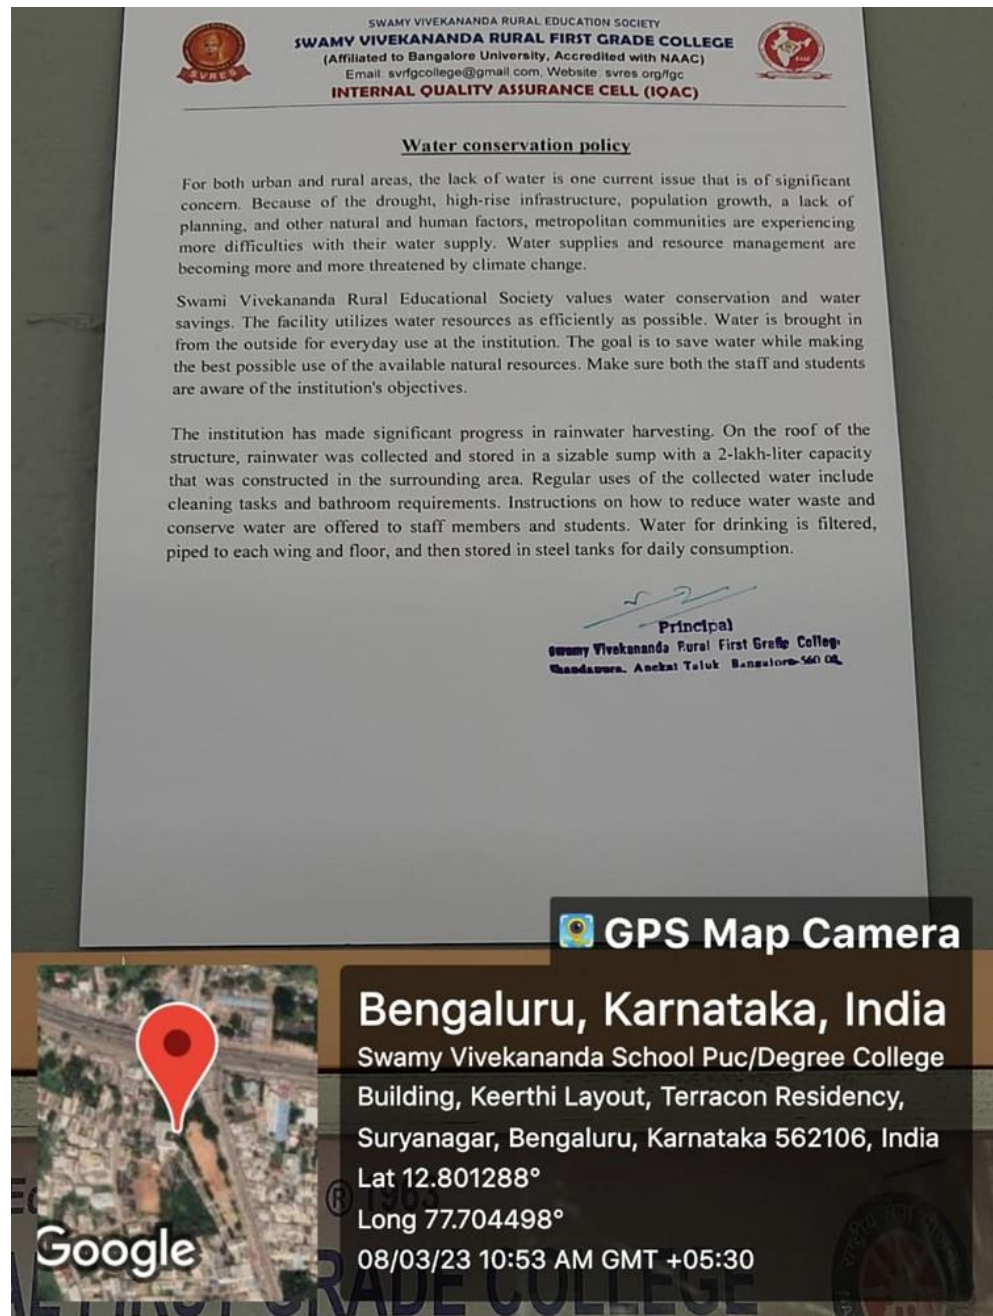 SWAMY VIVEKANANDA RURAL EDUCATION SOCIETY
SWAMY VIVEKANANDA RURAL FIRST GRADE COLLEGE
(Affiliated to Bangalore University, Accredited with NAAC)
Email: svrfgcollege@gmail.com, Website: svres.org/fgc
INTERNAL QUALITY ASSURANCE CELL (IQAC)
SVRES
Water conservation policy
For both urban and rural areas, the lack of water is one current issue that is of significant
concern. Because of the drought, high-rise infrastructure, population growth, a lack of
planning, and other natural and human factors, metropolitan communities are experiencing
more difficulties with their water supply. Water supplies and resource management are
becoming more and more threatened by climate change.
Swami Vivekananda Rural Educational Society values water conservation and water
savings. The facility utilizes water resources as efficiently as possible. Water is brought in
from the outside for everyday use at the institution. The goal is to save water while making
the best possible use of the available natural resources. Make sure both the staff and students
are aware of the institution's objectives.
The institution has made significant progress in rainwater harvesting. On the roof of the
structure, rainwater was collected and stored in a sizable sump with a 2-lakh-liter capacity
that was constructed in the surrounding area. Regular uses of the collected water include
cleaning tasks and bathroom requirements. Instructions on how to reduce water waste and
conserve water are offered to staff members and students. Water for drinking is filtered,
piped to each wing and floor, and then stored in steel tanks for daily consumption.
Principal
Swamy Vivekananda Rural First Grade Colleg
Anekal Taluk Bangalore-560
GPS Map Camera
Bengaluru, Karnataka, India
Swamy Vivekananda School Puc/Degree College
Building, Keerthi Layout, Terracon Residency,
Suryanagar, Bengaluru, Karnataka 562106, India
Lat 12.801288°
Long 77.704498°
08/03/23 10:53 AM GMT +05:30
Google
® 1963
FIRST GRADE COLLEGE